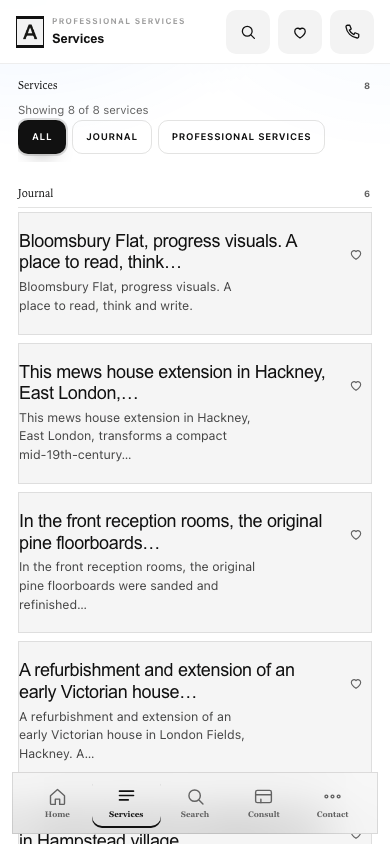 A
PROFESSIONAL SERVICES
Services
Services
8
Showing 8 of 8 services
ALL
JOURNAL
PROFESSIONAL SERVICES
Journal
6
Bloomsbury Flat, progress visuals. A
place to read, think…
Bloomsbury Flat, progress visuals. A
place to read, think and write.
This mews house extension in Hackney,
East London,…
This mews house extension in Hackney,
East London, transforms a compact
mid-19th-century…
In the front reception rooms, the original
pine floorboards…
In the front reception rooms, the original
pine floorboards were sanded and
refinished…
A refurbishment and extension of an
early Victorian house…
A refurbishment and extension of an
early Victorian house in London Fields,
Hackney. A…
Home
Services
Search
Consult
Contact
in Hampstead village